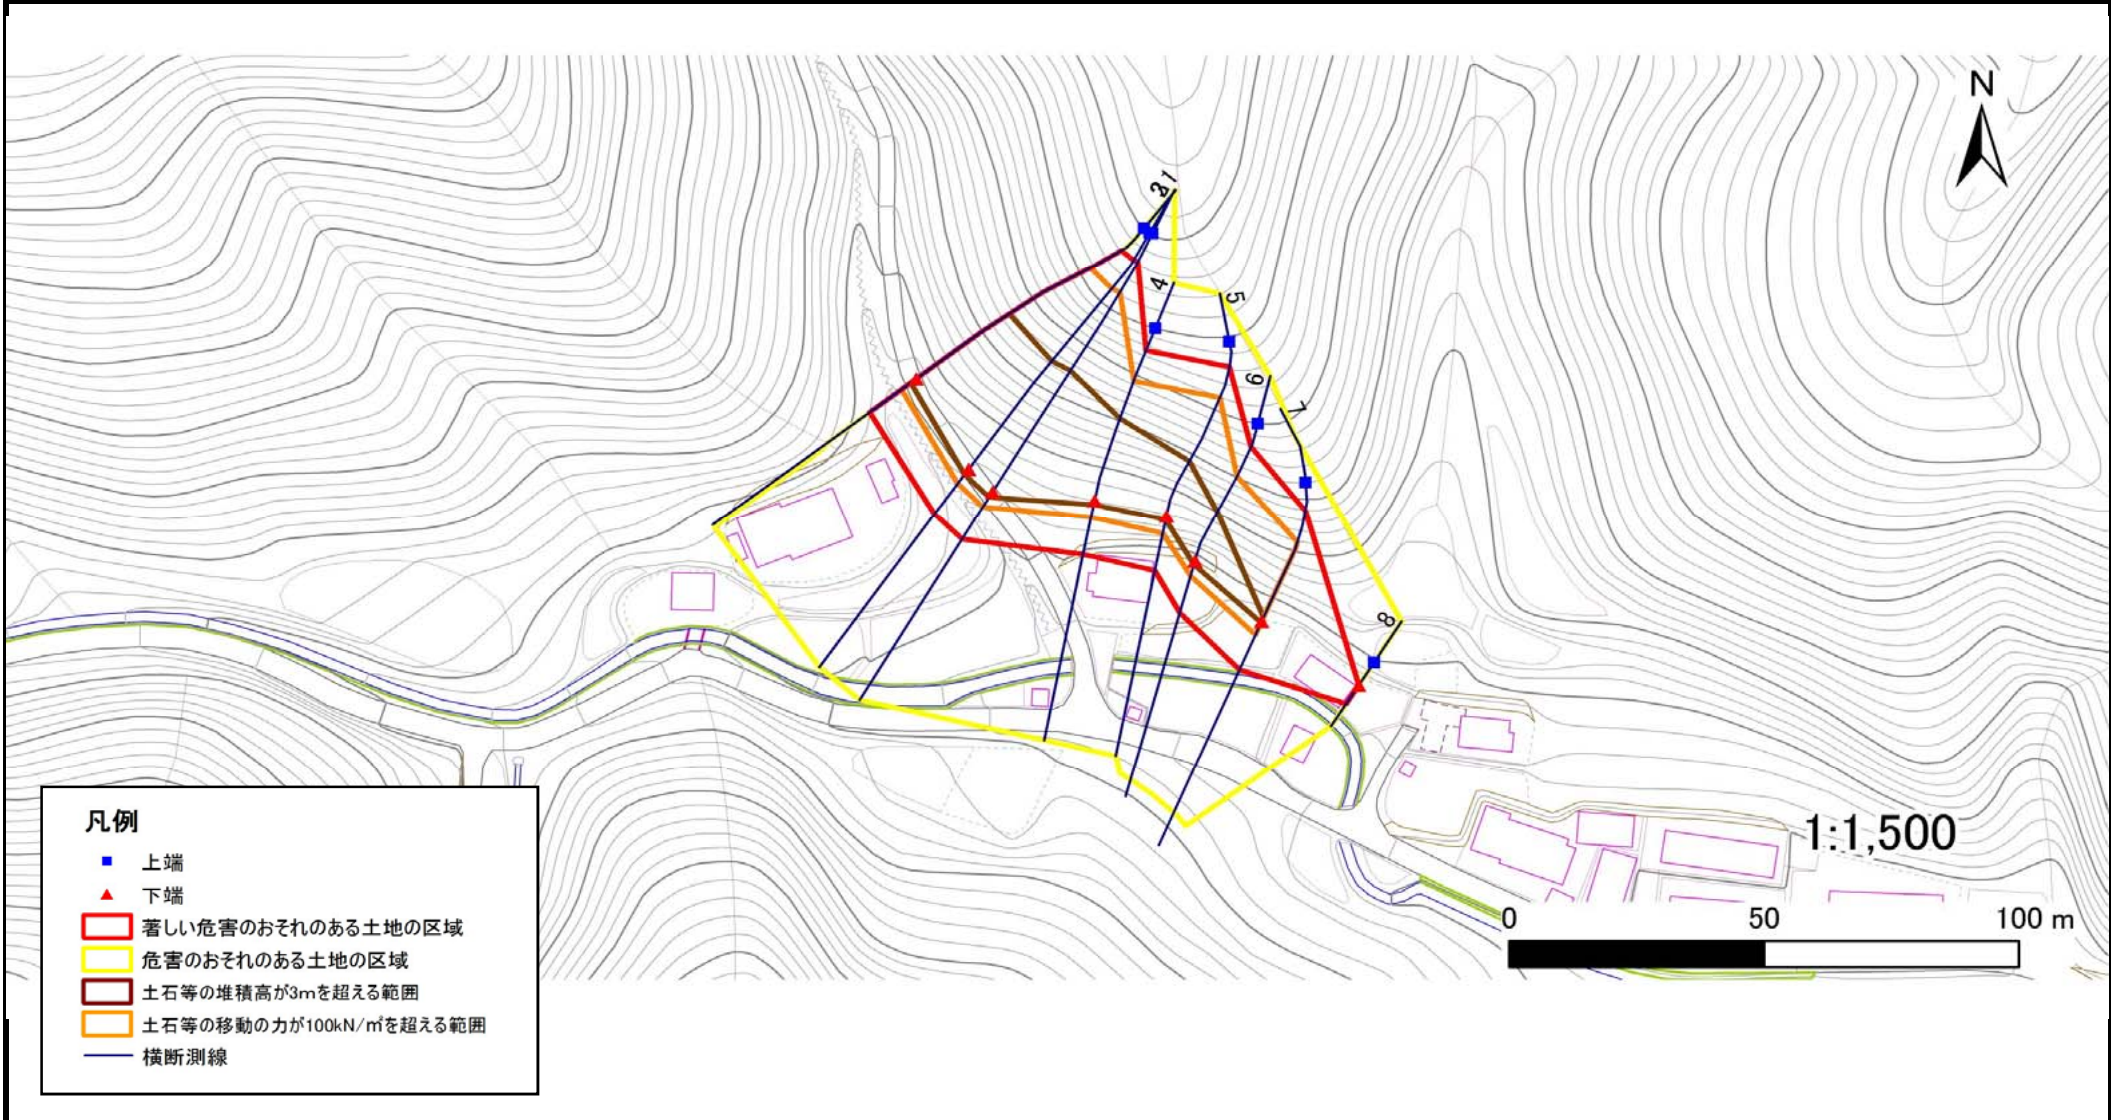 N
1
4
5
6
7
8
1:1,500
0 50 100 m
凡例
上端
下端
著しい危害のおそれのある土地の区域
危害のおそれのある土地の区域
土石等の堆積高が3mを超える範囲
土石等の移動の力が100kN/㎡を超える範囲
横断測線